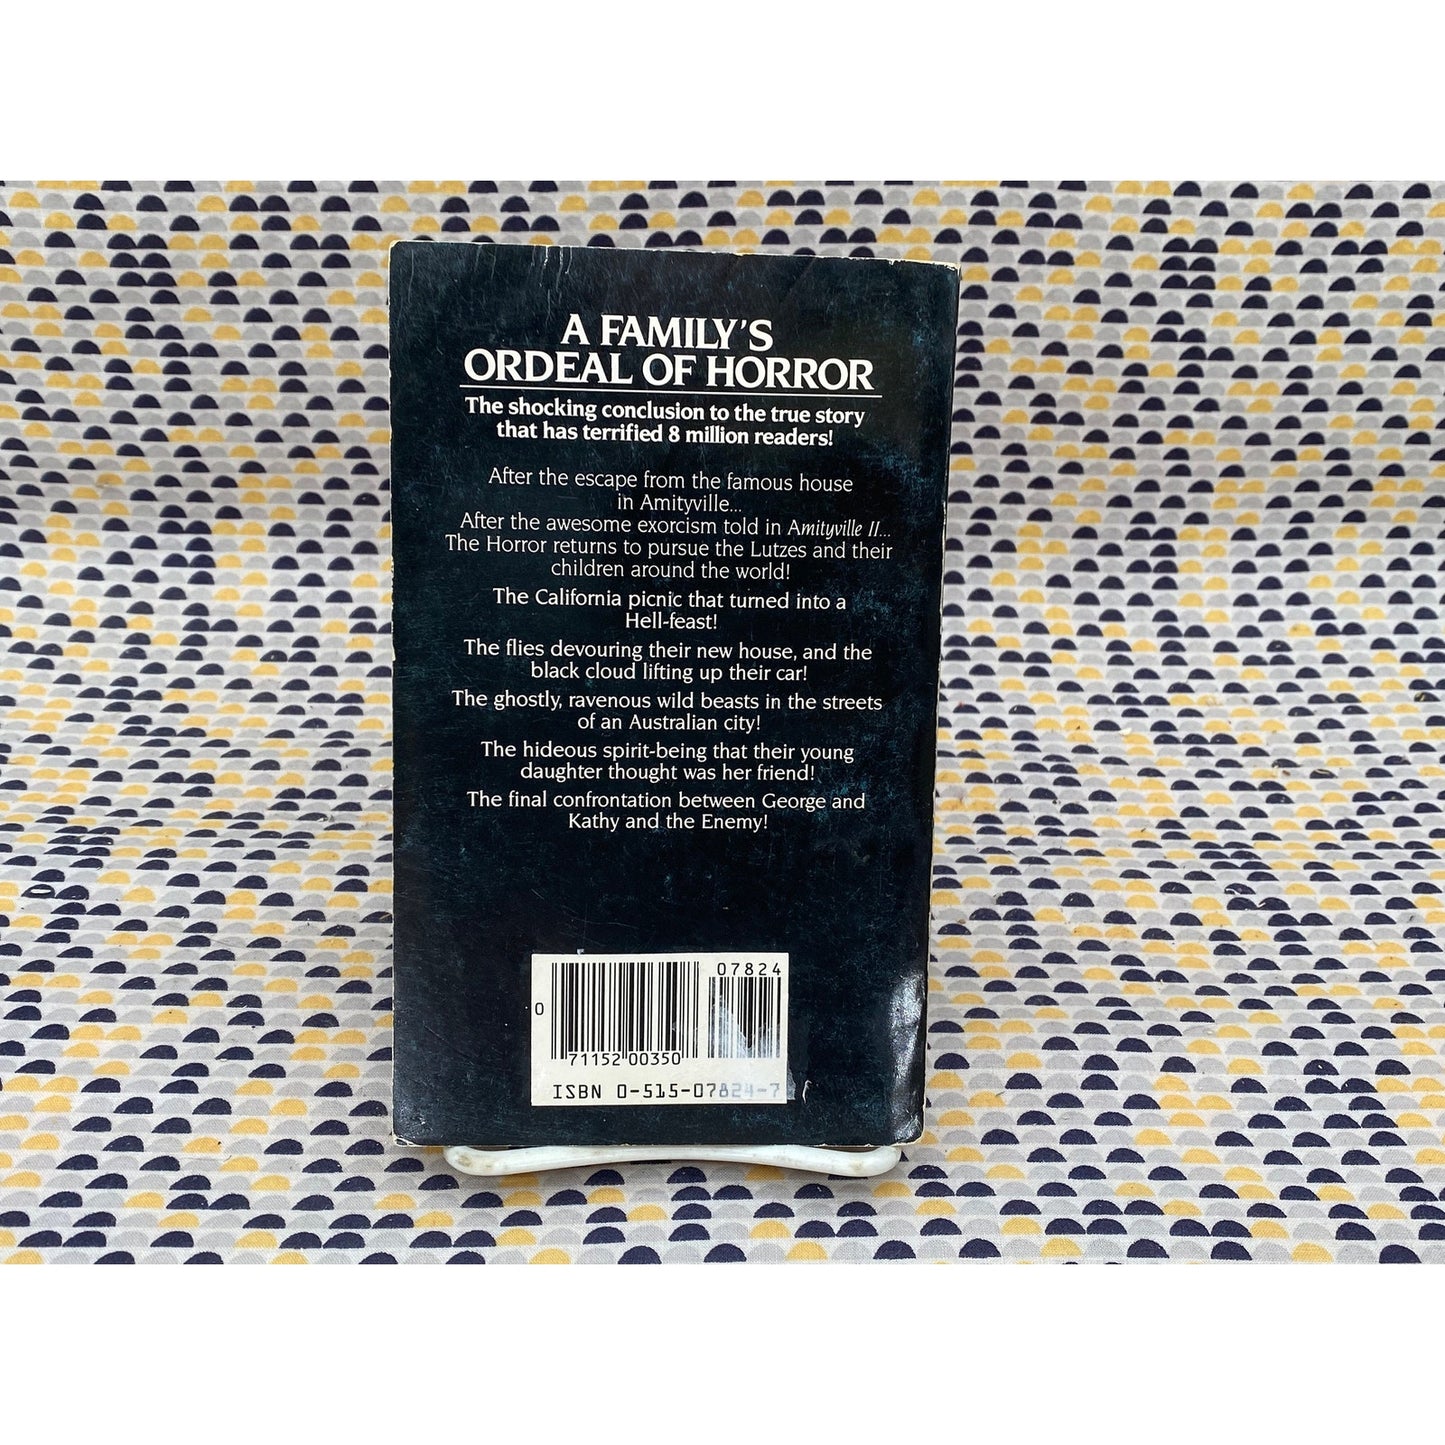 A FAMILY'S
ORDEAL OF HORROR
The shocking conclusion to the true story
that has terrified 8 million readers!
After the escape from the famous house
in Amityville...
After the awesome exorcism told in Amityville II...
The Horror returns to pursue the Lutzes and their
children around the world!
The California picnic that turned into a
Hell-feast!
The flies devouring their new house, and the
black cloud lifting up their car!
The ghostly, ravenous wild beasts in the streets
of an Australian city!
The hideous spirit-being that their young
daughter thought was her friend!
The final confrontation between George and
Kathy and the Enemy!
07824
0
71152 00350
ISBN 0-515-07824-7